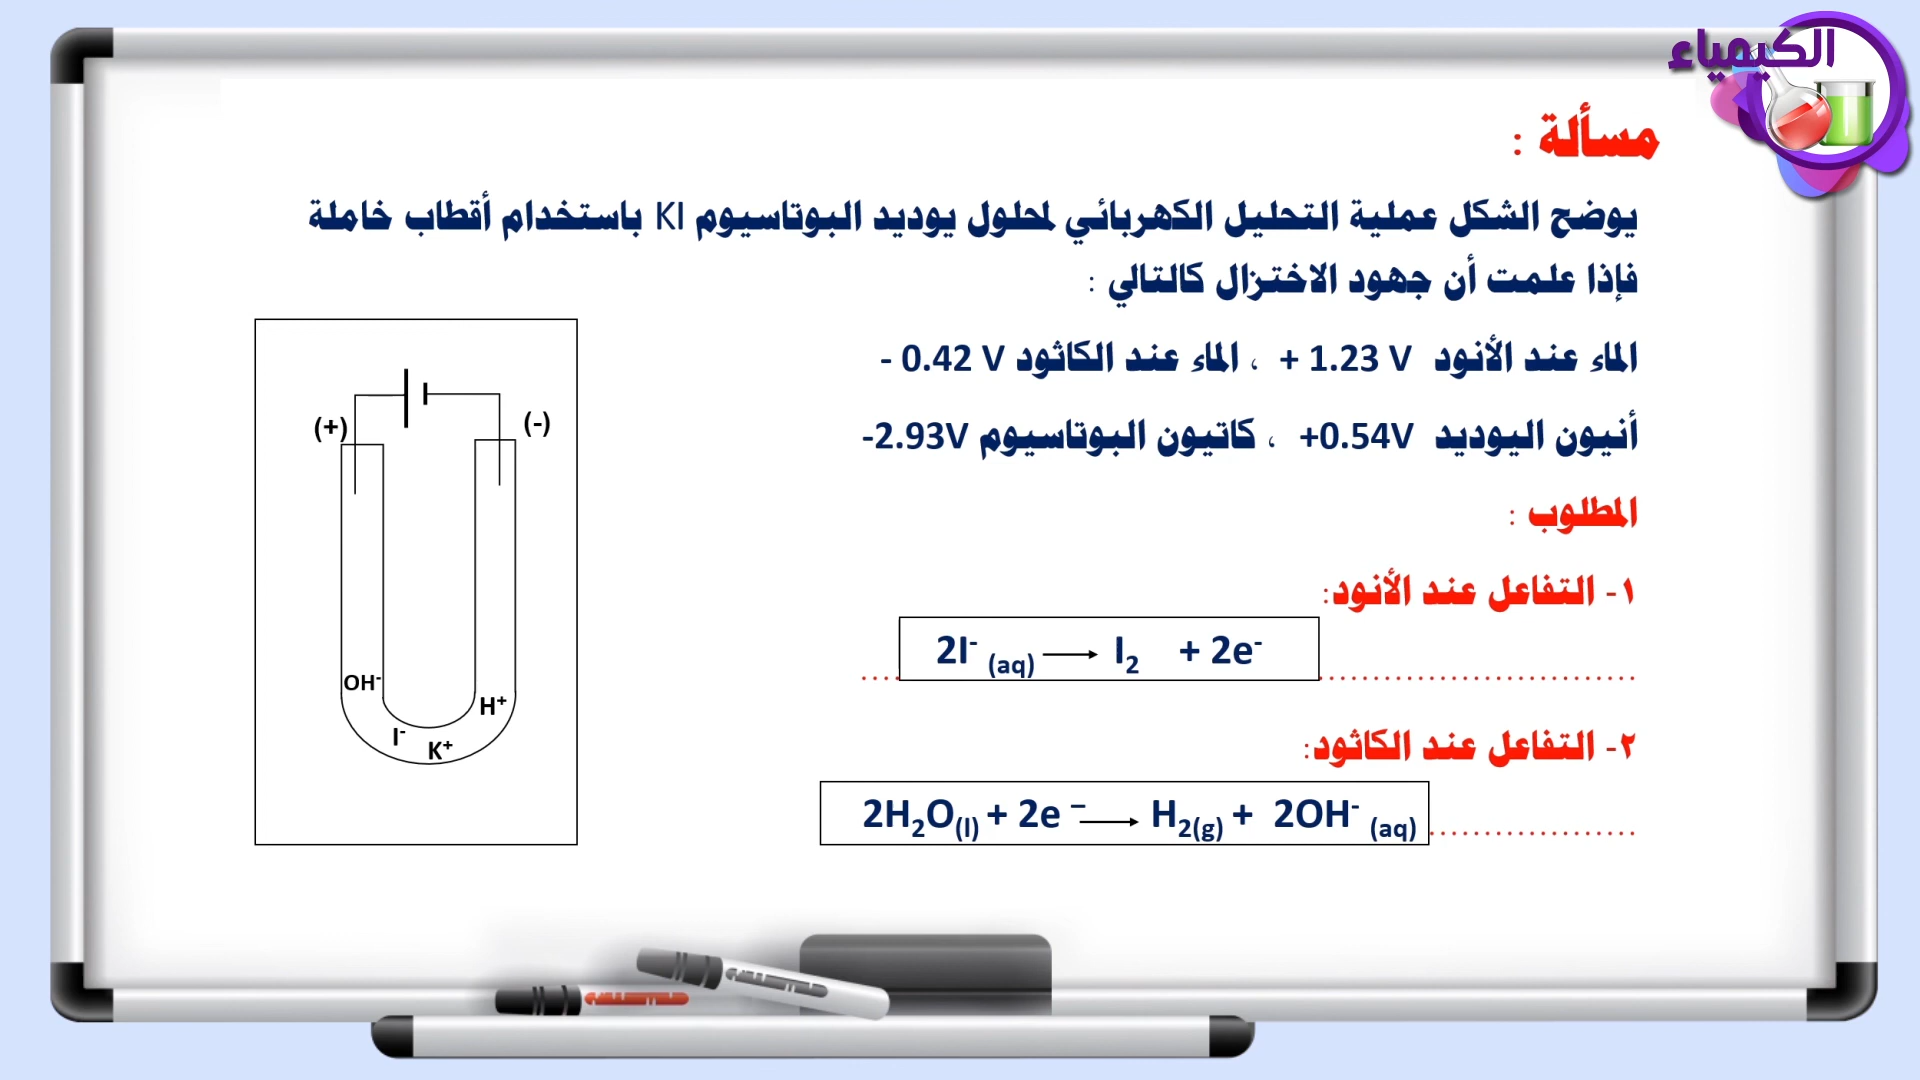 الكيمياء
مسألة :
يوضح الشكل عملية التحليل الكهربائي لمحلول يوديد البوتاسيوم KI باستخدام أقطاب خاملة
فإذا علمت أن جهود الاختزال كالتالي :
الماء عند الأنود + 1.23 V ، الماء عند الكاثود - 0.42 V
أنيون اليوديد +0.54V ، كاتيون البوتاسيوم -2.93V
المطلوب :
١- التفاعل عند الأنود:
2I⁻ (aq) ⟶ I₂ + 2e⁻
٢- التفاعل عند الكاثود:
2H₂O(l) + 2e⁻ ⟶ H₂(g) + 2OH⁻ (aq)
(+)
(-)
OH⁻
H⁺
I⁻
K⁺